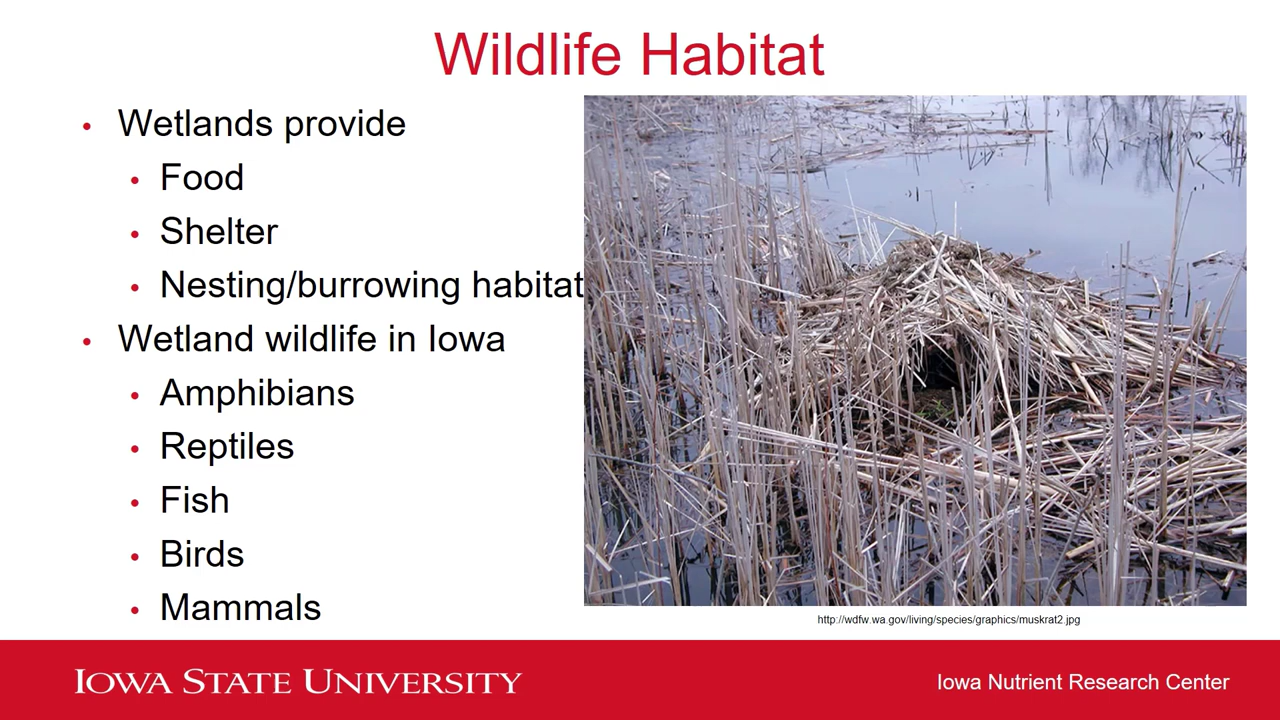 Wildlife Habitat
• Wetlands provide
• Food
• Shelter
• Nesting/burrowing habitat
• Wetland wildlife in Iowa
• Amphibians
• Reptiles
• Fish
• Birds
• Mammals
http://wdfw.wa.gov/living/species/graphics/muskrat2.jpg
IOWA STATE UNIVERSITY
Iowa Nutrient Research Center